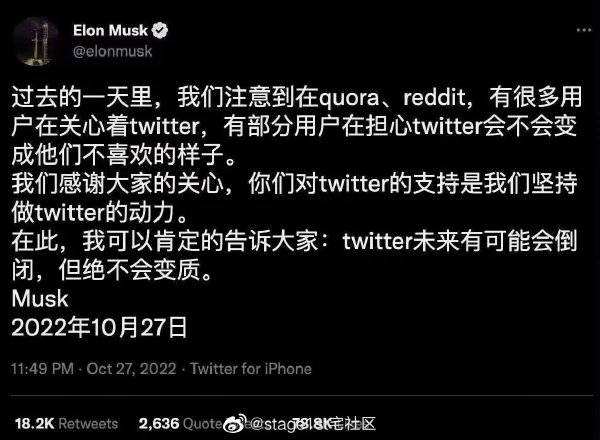 Elon Musk
@elonmusk
过去的一天里，我们注意到在quora、reddit，有很多用
户在关心着twitter，有部分用户在担心twitter会不会变
成他们不喜欢的样子。
我们感谢大家的关心，你们对twitter的支持是我们坚持
做twitter的动力。
在此，我可以肯定的告诉大家：twitter未来有可能会倒
闭，但绝不会变质。
Musk
2022年10月27日
11:49 PM · Oct 27, 2022 · Twitter for iPhone
18.2K Retweets 2,636 Quote 78.8K
@stage1st宅社区